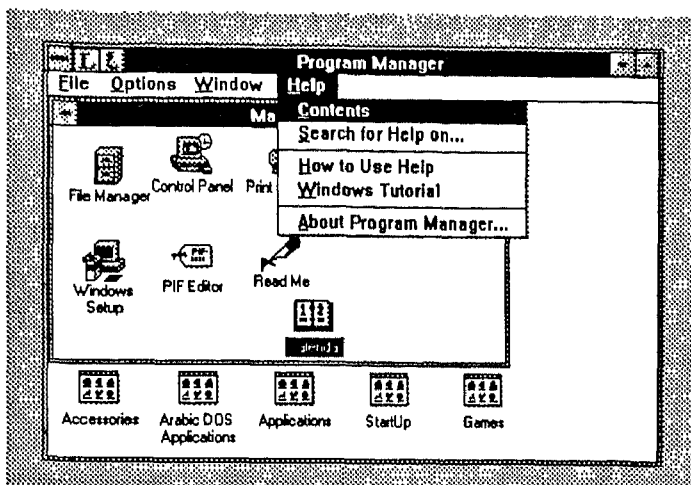 Program Manager
File Options Window Help
Ma
Contents
Search for Help on...
How to Use Help
Windows Tutorial
About Program Manager...
File Manager
Control Panel
Print
Windows
Setup
PIF Editor
Read Me
Accessories
Arabic DOS
Applications
Applications
StartUp
Games